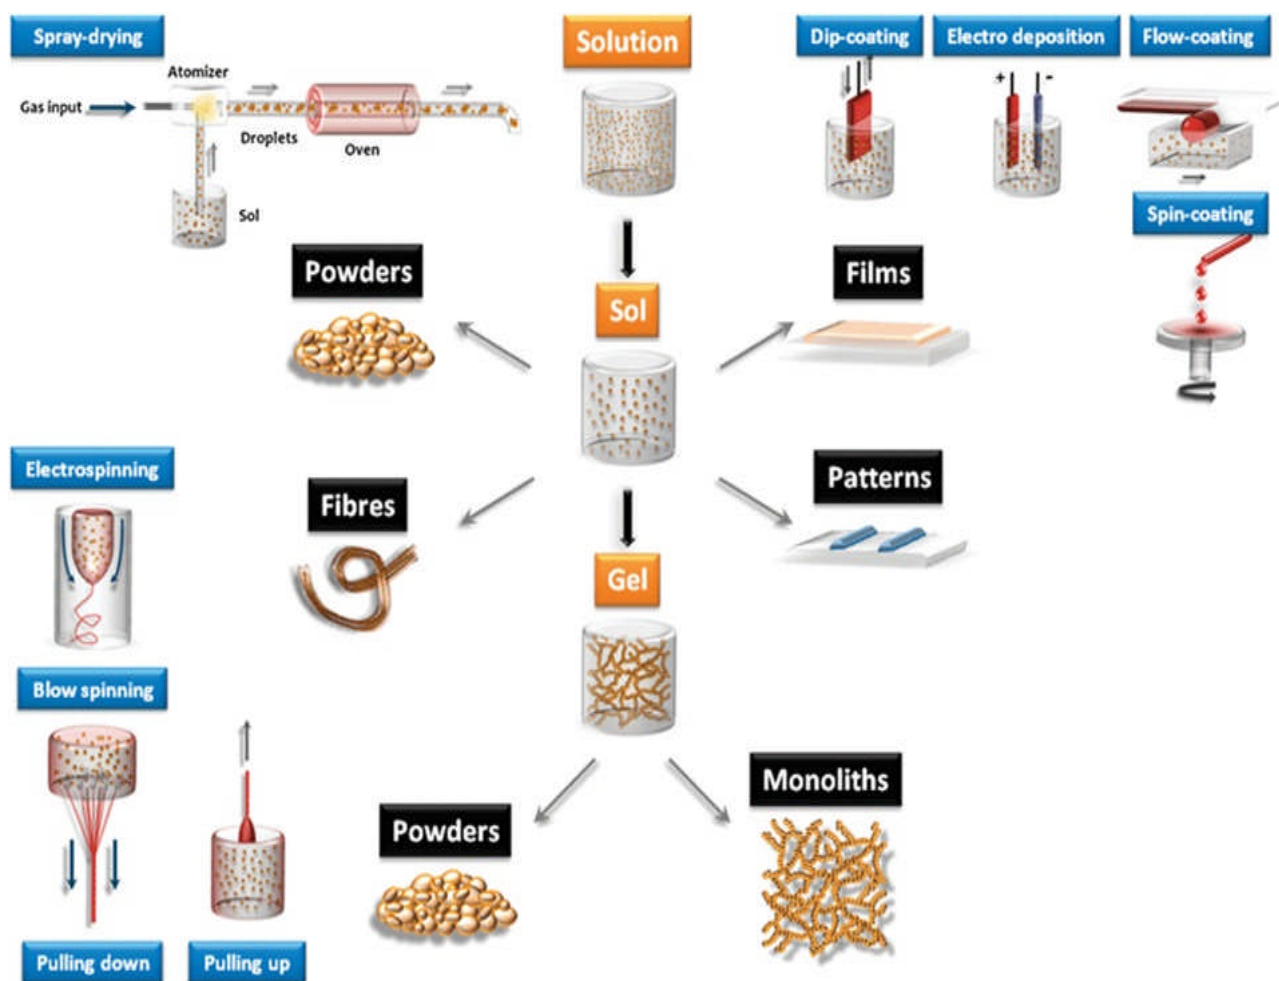 Spray-drying
Solution
Dip-coating
Electro deposition
Flow-coating
Atomizer
Gas input
Droplets
Oven
+
-
Sol
Spin-coating
Powders
Films
Sol
Electrospinning
Fibres
Patterns
Gel
Blow spinning
Monoliths
Powders
Pulling down
Pulling up